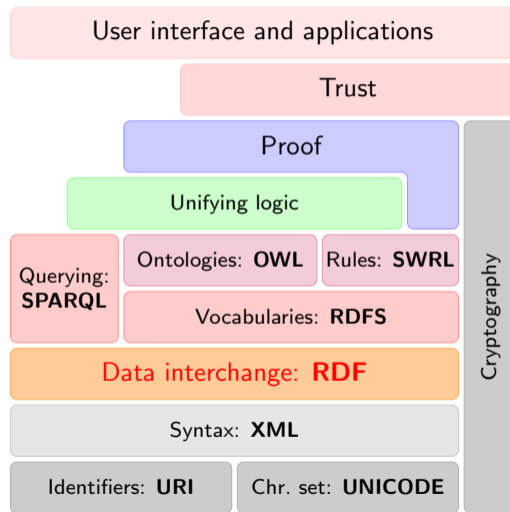 User interface and applications
Trust
Proof
Unifying logic
Querying:
SPARQL
Ontologies: OWL
Rules: SWRL
Vocabularies: RDFS
Cryptography
Data interchange: RDF
Syntax: XML
Identifiers: URI
Chr. set: UNICODE